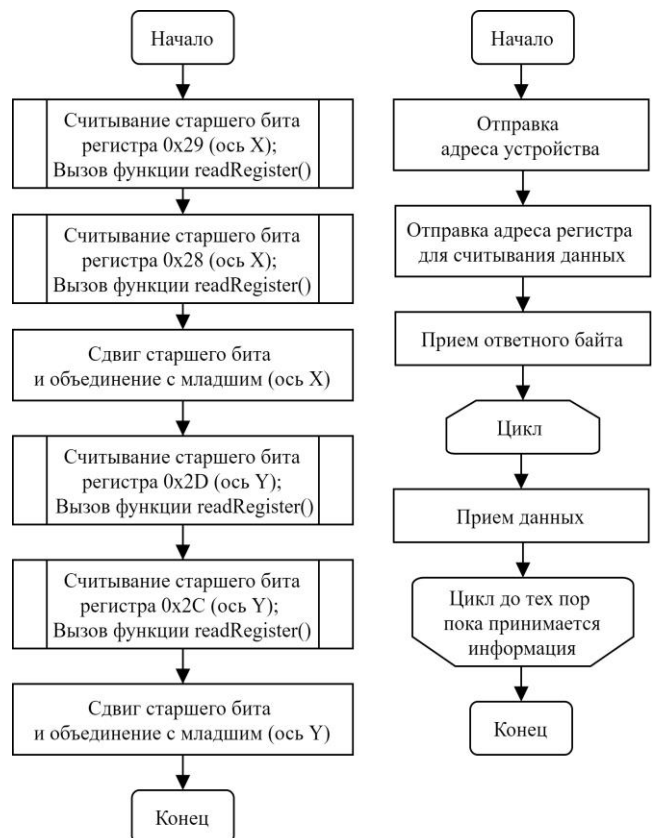 Начало
Считывание старшего бита
регистра 0x29 (ось X);
Вызов функции readRegister()
Считывание старшего бита
регистра 0x28 (ось X);
Вызов функции readRegister()
Сдвиг старшего бита
и объединение с младшим (ось X)
Считывание старшего бита
регистра 0x2D (ось Y);
Вызов функции readRegister()
Считывание старшего бита
регистра 0x2C (ось Y);
Вызов функции readRegister()
Сдвиг старшего бита
и объединение с младшим (ось Y)
Конец
Начало
Отправка
адреса устройства
Отправка адреса регистра
для считывания данных
Прием ответного байта
Цикл
Прием данных
Цикл до тех пор
пока принимается
информация
Конец